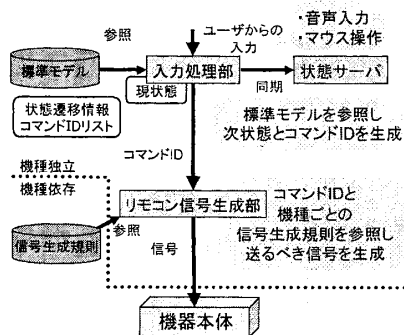 ・音声入力
・マウス操作
ユーザからの
入力
参照
標準モデル
入力処理部
状態サーバ
現状態
同期
状態遷移情報
コマンドIDリスト
標準モデルを参照し
次状態とコマンドIDを生成
コマンドID
機種独立
機種依存
リモコン信号生成部
コマンドIDと
機種ごとの
信号生成規則を参照し
送るべき信号を生成
参照
信号生成規則
信号
機器本体